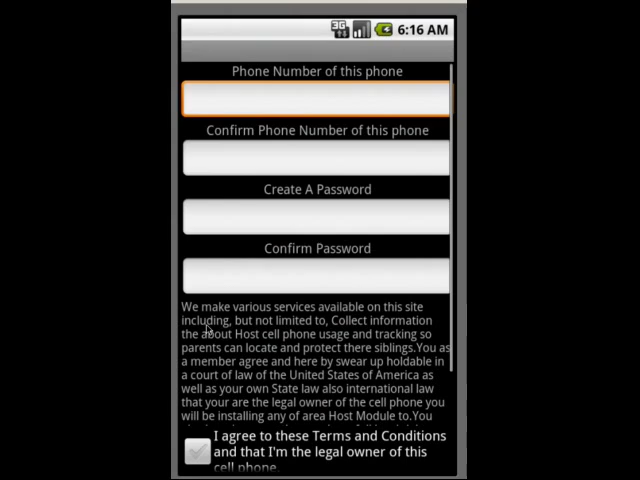 3G 6:16 AM
Phone Number of this phone
Confirm Phone Number of this phone
Create A Password
Confirm Password
We make various services available on this site
including, but not limited to, Collect information
the about Host cell phone usage and tracking so
parents can locate and protect there siblings.You as
a member agree and here by swear up holdable in
a court of law of the United States of America as
well as your own State law also international law
that your are the legal owner of the cell phone you
will be installing any of area Host Module to.You
I agree to these Terms and Conditions
and that I'm the legal owner of this
cell phone.